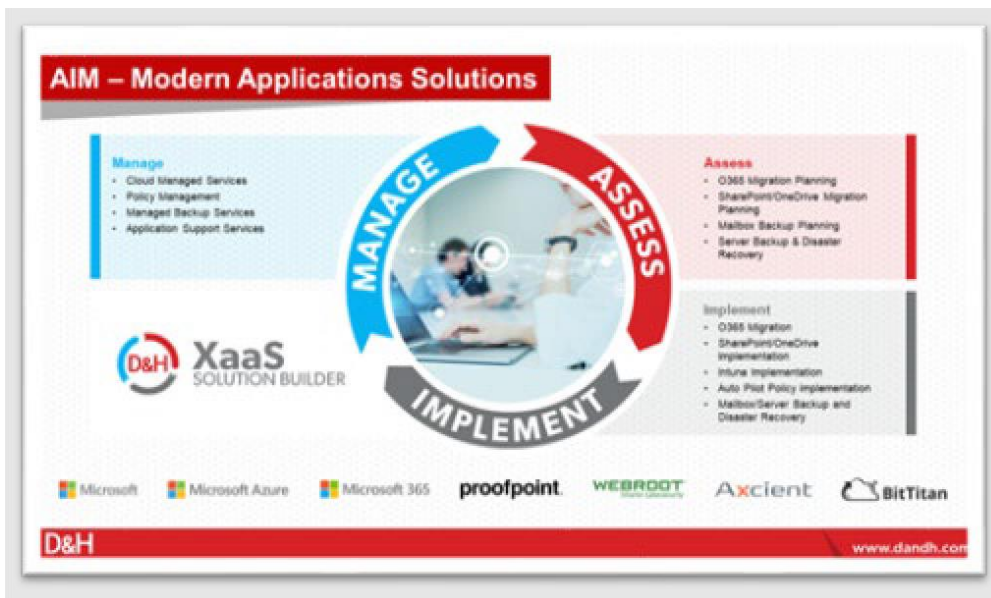 AIM – Modern Applications Solutions
Manage
• Cloud Managed Services
• Policy Management
• Managed Backup Services
• Application Support Services
MANAGE
ASSESS
IMPLEMENT
Assess
• O365 Migration Planning
• SharePoint/OneDrive Migration
Planning
• Mailbox Backup Planning
• Server Backup & Disaster
Recovery
Implement
• O365 Migration
• SharePoint/OneDrive
Implementation
• Intune Implementation
• Auto Pilot Policy Implementation
• Mailbox/Server Backup and
Disaster Recovery
D&H XaaS
SOLUTION BUILDER
Microsoft Microsoft Azure Microsoft 365 proofpoint. WEBROOT Axcient BitTitan
D&H www.dandh.com